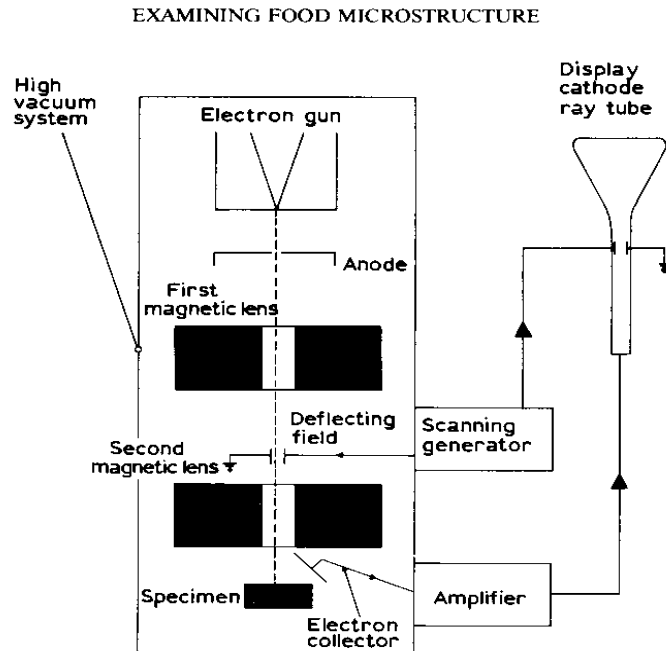 EXAMINING FOOD MICROSTRUCTURE
High
vacuum
system
Electron gun
Display
cathode
ray tube
Anode
First
magnetic lens
Deflecting
field
Scanning
generator
Second
magnetic lens
Specimen
Electron
collector
Amplifier